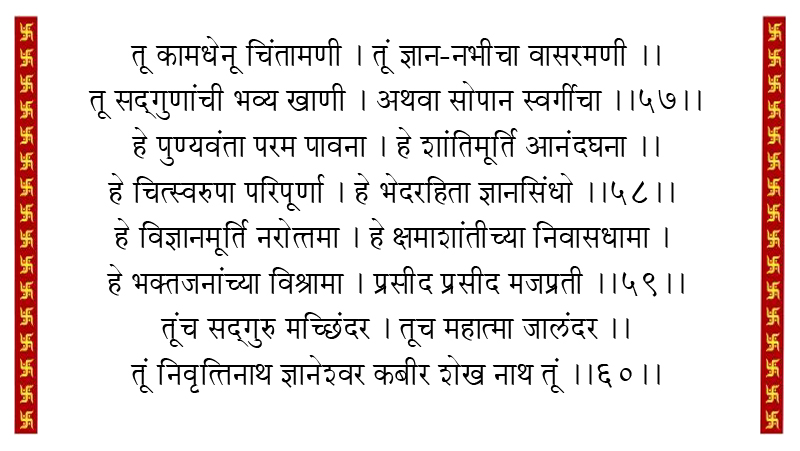 तू कामधेनू चिंतामणी । तूं ज्ञान-नभीचा वासरमणी ।।
तू सद्‌गुणांची भव्य खाणी । अथवा सोपान स्वर्गीचा ।।५७।।
हे पुण्यवंता परम पावना । हे शांतिमूर्ति आनंदघना ।।
हे चित्स्वरुपा परिपूर्णा । हे भेदरहिता ज्ञानसिंधो ।।५८।।
हे विज्ञानमूर्ति नरोत्तमा । हे क्षमाशांतीच्या निवासधामा ।
हे भक्तजनांच्या विश्रामा । प्रसीद प्रसीद मजप्रती ।।५९।।
तूंच सद्‌गुरु मच्छिंदर । तूच महात्मा जालंदर ।।
तूं निवृत्तिनाथ ज्ञानेश्वर कबीर शेख नाथ तूं ।।६०।।